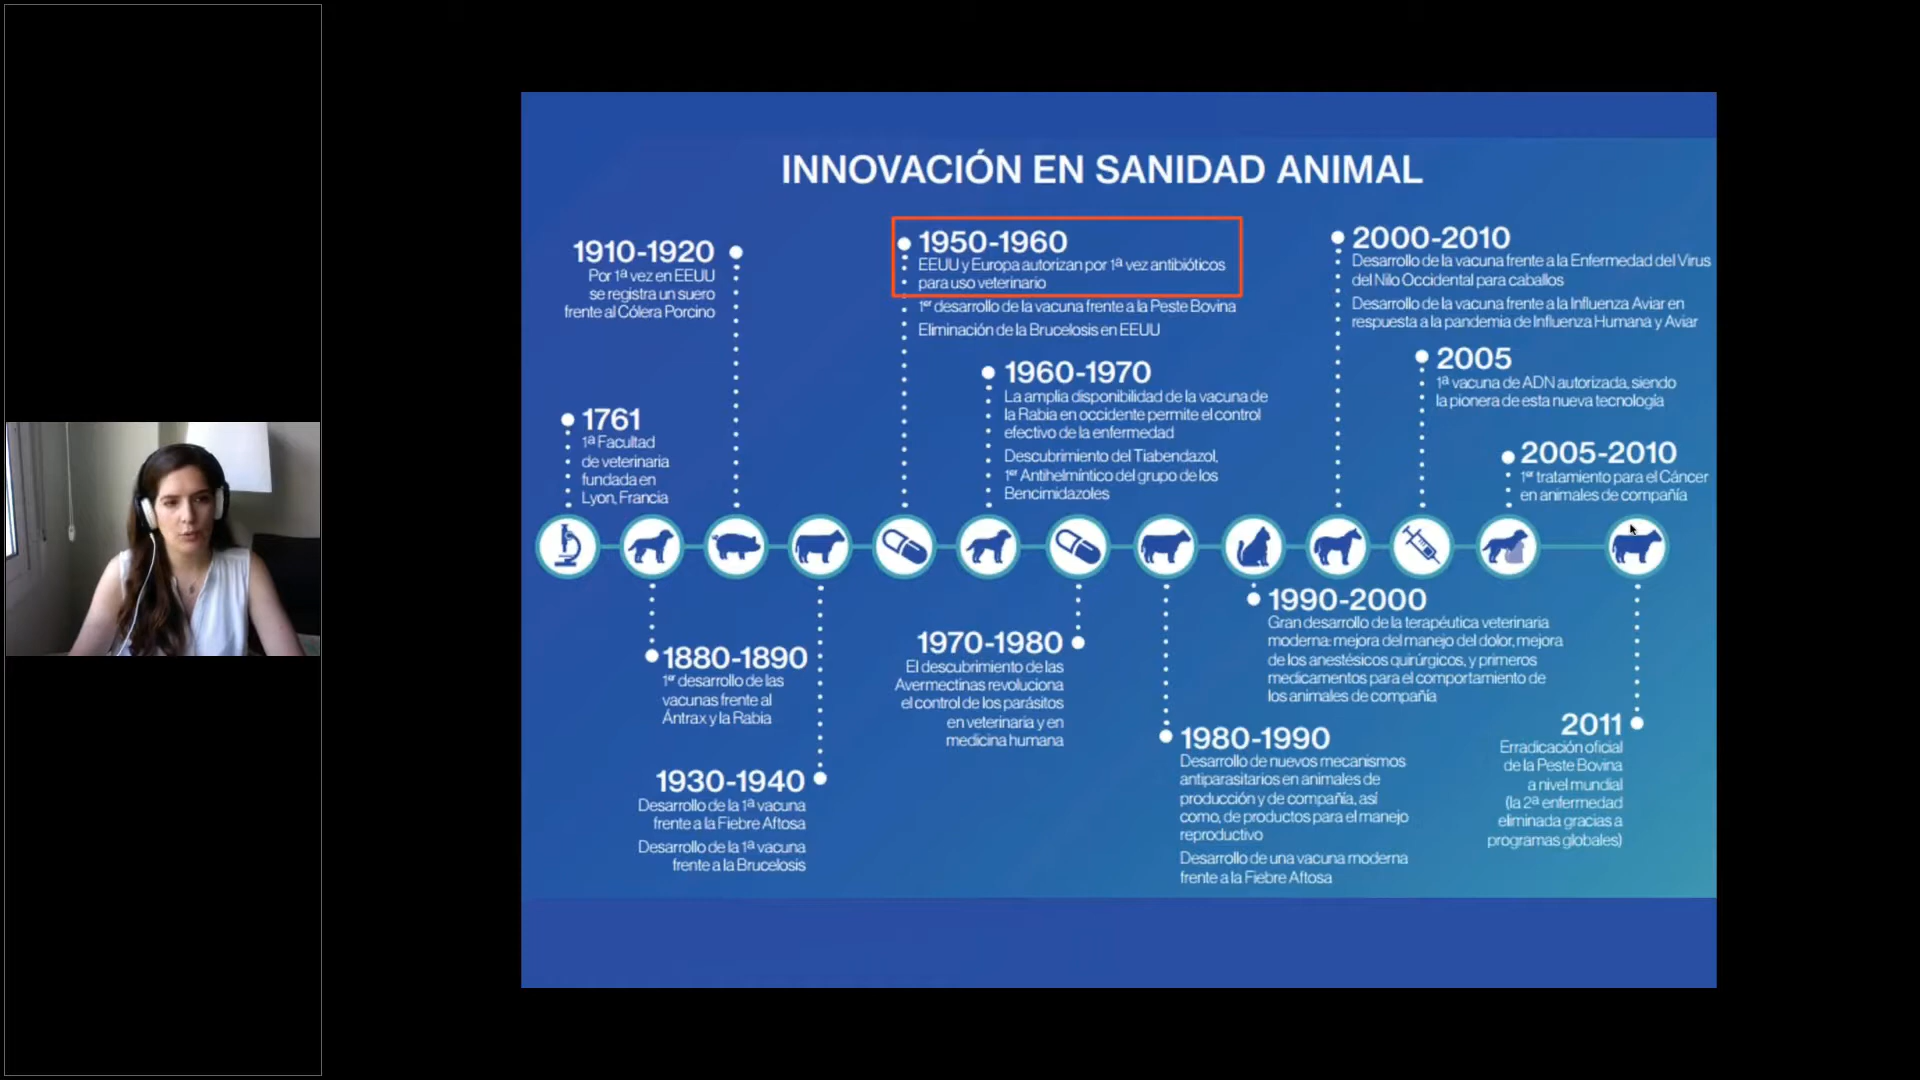 INNOVACIÓN EN SANIDAD ANIMAL
1761
1ª Facultad
de veterinaria
fundada en
Lyon, Francia
1880-1890
1er desarrollo de las
vacunas frente al
Ántrax y la Rabia
1910-1920
Por 1ª vez en EEUU
se registra un suero
frente al Cólera Porcino
1930-1940
Desarrollo de la 1ª vacuna
frente a la Fiebre Aftosa
Desarrollo de la 1ª vacuna
frente a la Brucelosis
1950-1960
EEUU y Europa autorizan por 1ª vez antibióticos
para uso veterinario
1er desarrollo de la vacuna frente a la Peste Bovina
Eliminación de la Brucelosis en EEUU
1960-1970
La amplia disponibilidad de la vacuna de
la Rabia en occidente permite el control
efectivo de la enfermedad
Descubrimiento del Tiabendazol,
1er Antihelmíntico del grupo de los
Bencimidazoles
1970-1980
El descubrimiento de las
Avermectinas revoluciona
el control de los parásitos
en veterinaria y en
medicina humana
1980-1990
Desarrollo de nuevos mecanismos
antiparasitarios en animales de
producción y de compañía, así
como, de productos para el manejo
reproductivo
Desarrollo de una vacuna moderna
frente a la Fiebre Aftosa
1990-2000
Gran desarrollo de la terapéutica veterinaria
moderna: mejora del manejo del dolor, mejora
de los anestésicos quirúrgicos, y primeros
medicamentos para el comportamiento de
los animales de compañía
2000-2010
Desarrollo de la vacuna frente a la Enfermedad del Virus
del Nilo Occidental para caballos
Desarrollo de la vacuna frente a la Influenza Aviar en
respuesta a la pandemia de Influenza Humana y Aviar
2005
1ª vacuna de ADN autorizada, siendo
la pionera de esta nueva tecnología
2005-2010
1er tratamiento para el Cáncer
en animales de compañía
2011
Erradicación oficial
de la Peste Bovina
a nivel mundial
(la 2ª enfermedad
eliminada gracias a
programas globales)